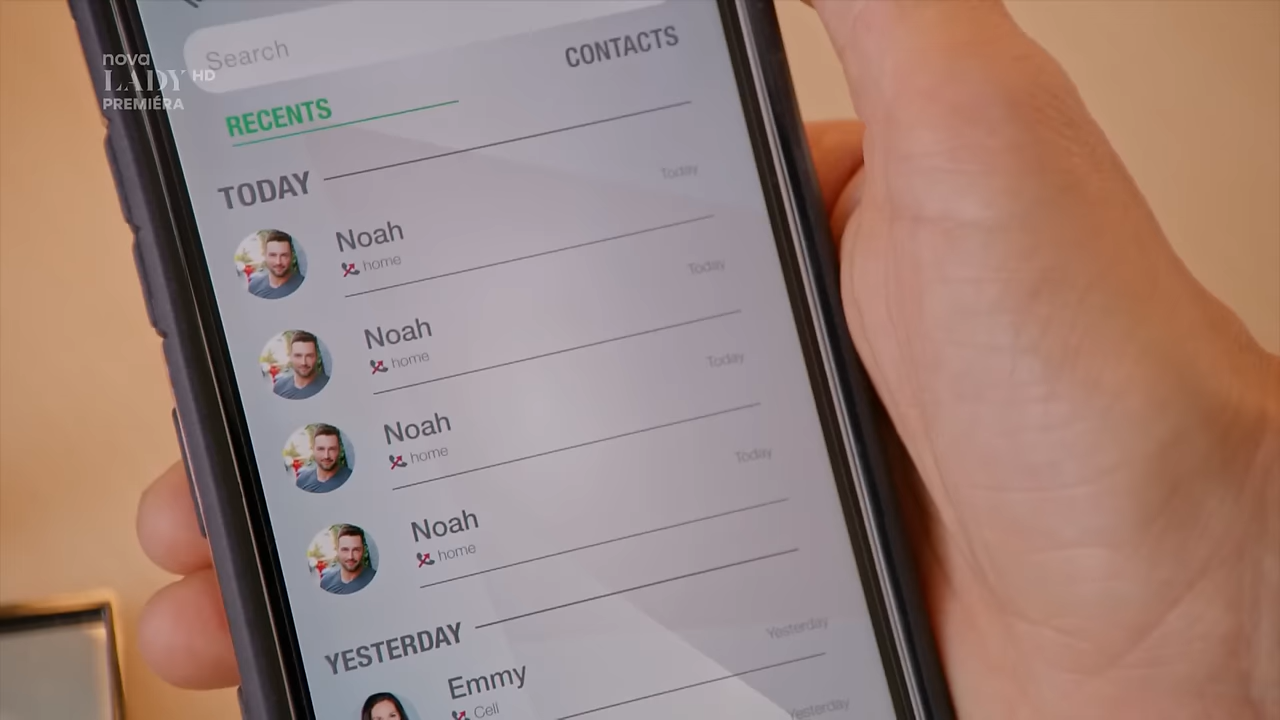 nova
LADY HD
PREMIÉRA
Search
RECENTS
CONTACTS
TODAY
Today
Noah
home
Today
Noah
home
Today
Noah
home
Today
Noah
home
YESTERDAY
Yesterday
Emmy
Cell
Yesterday